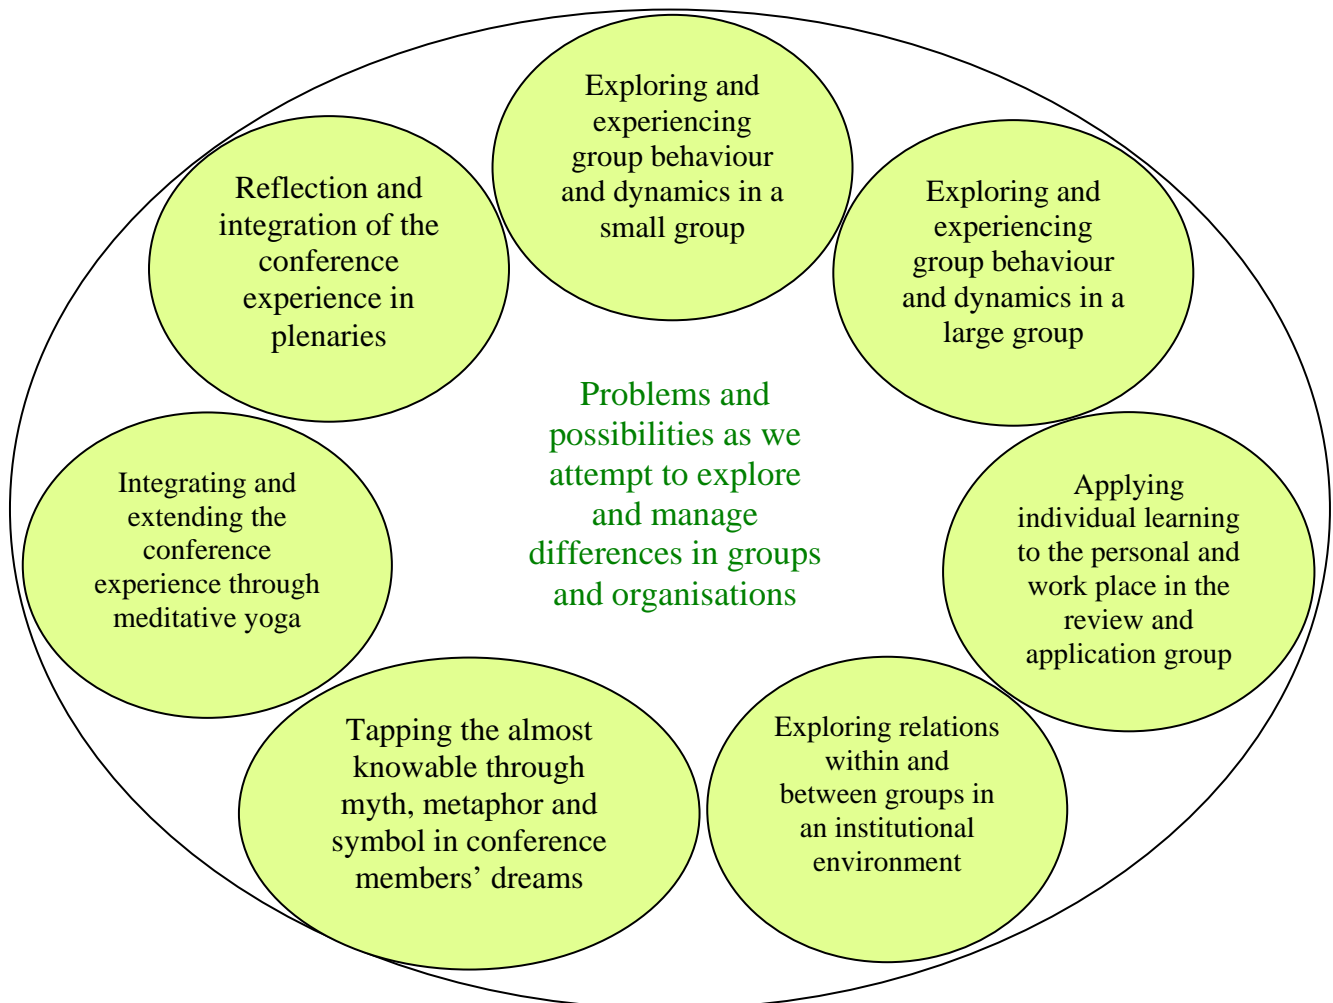 Exploring and
experiencing
group behaviour
and dynamics in a
small group
Exploring and
experiencing
group behaviour
and dynamics in a
large group
Applying
individual learning
to the personal and
work place in the
review and
application group
Exploring relations
within and
between groups in
an institutional
environment
Tapping the almost
knowable through
myth, metaphor and
symbol in conference
members’ dreams
Integrating and
extending the
conference
experience through
meditative yoga
Reflection and
integration of the
conference
experience in
plenaries
Problems and
possibilities as we
attempt to explore
and manage
differences in groups
and organisations